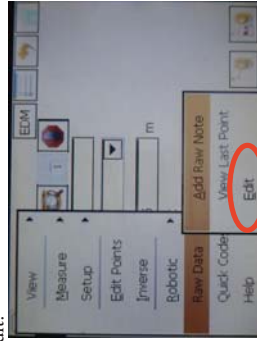 EDM
View
Measure
Setup
Edit Points
Inverse
Robotic
Raw Data
Quick Codes
Help
m
Add Raw Note
View Last Point
Edit